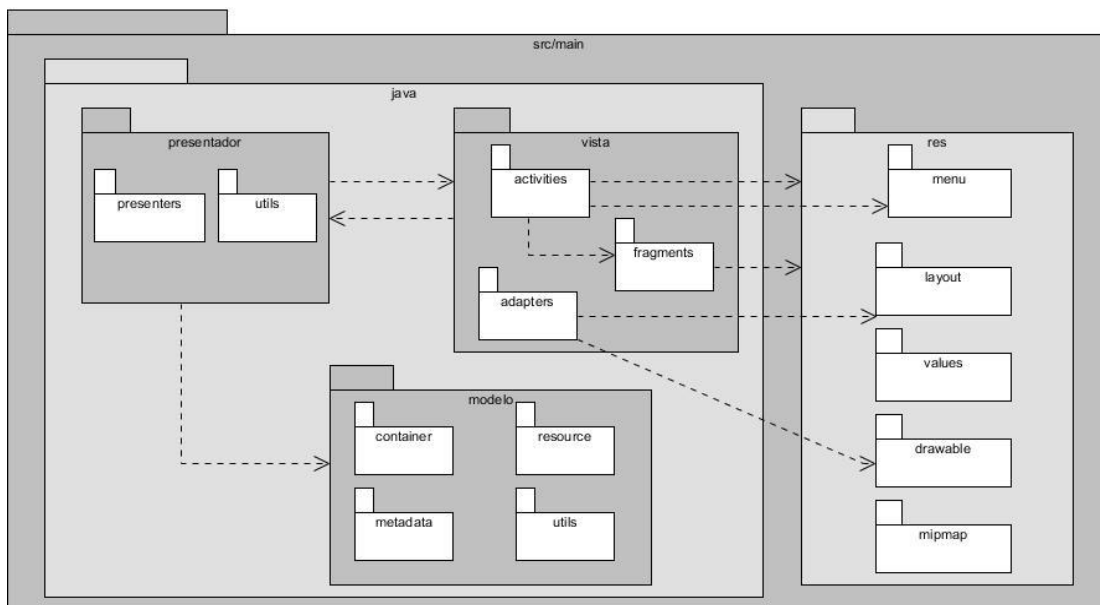 src/main
java
presentador
presenters
utils
vista
activities
fragments
adapters
modelo
container
resource
metadata
utils
res
menu
layout
values
drawable
mipmap